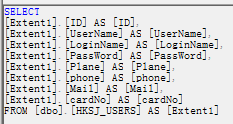 SELECT
[Extent1].[ID] AS [ID],
[Extent1].[UserName] AS [UserName],
[Extent1].[LoginName] AS [LoginName],
[Extent1].[PassWord] AS [PassWord],
[Extent1].[Plane] AS [Plane],
[Extent1].[phone] AS [phone],
[Extent1].[Mail] AS [Mail],
[Extent1].[cardNo] AS [cardNo]
FROM [dbo].[HKSJ_USERS] AS [Extent1]